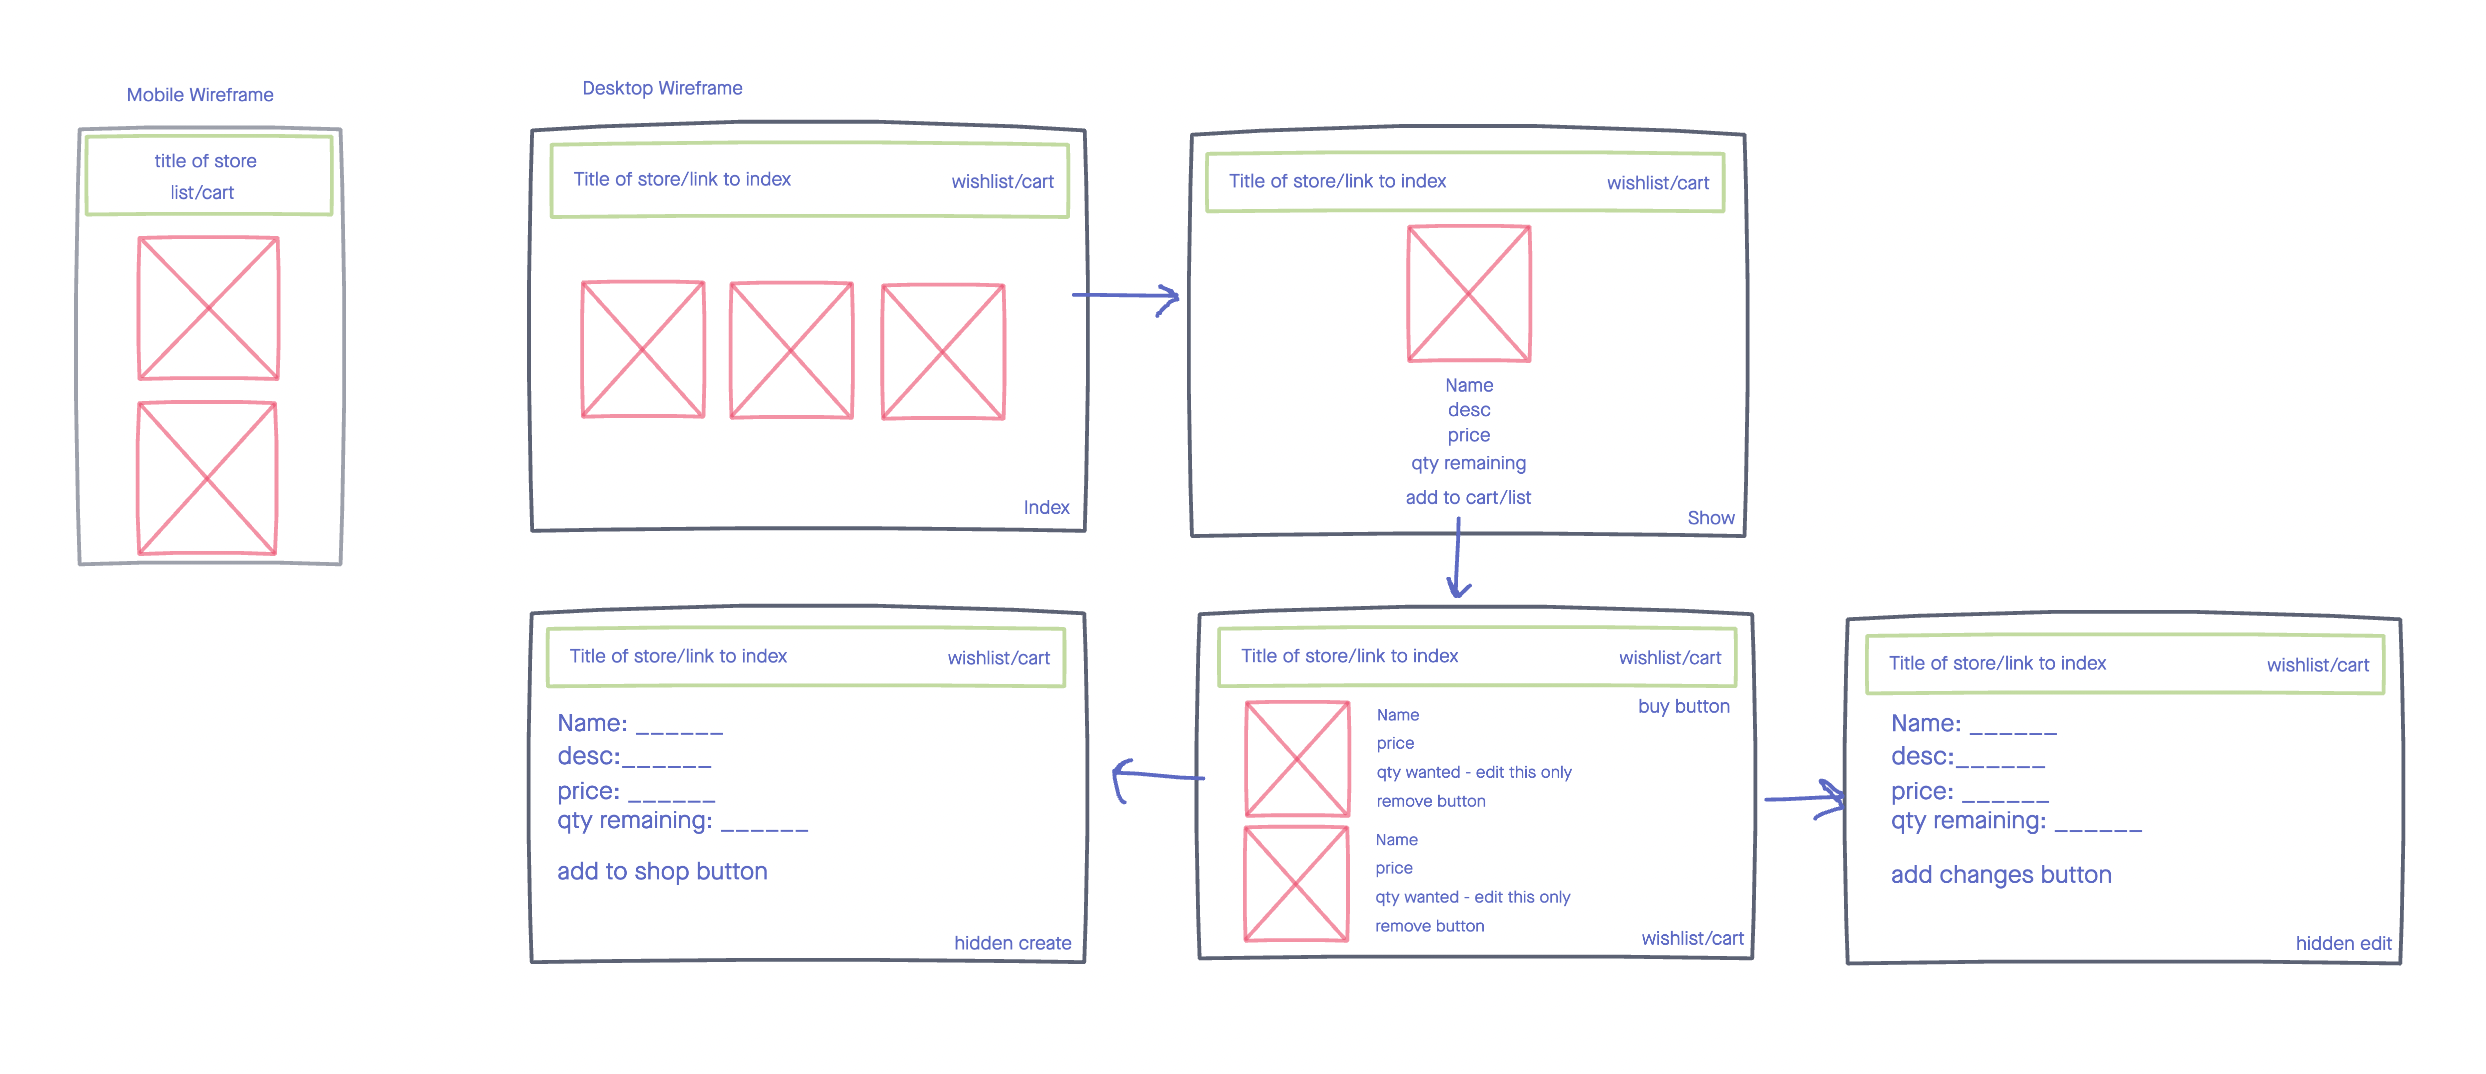 Mobile Wireframe
title of store
list/cart
Desktop Wireframe
Title of store/link to index
wishlist/cart
Index
Title of store/link to index
wishlist/cart
Name
desc
price
qty remaining
add to cart/list
Show
Title of store/link to index
wishlist/cart
Name: ______
desc:______
price: ______
qty remaining: ______
add to shop button
hidden create
Title of store/link to index
wishlist/cart
buy button
Name
price
qty wanted - edit this only
remove button
Name
price
qty wanted - edit this only
remove button
wishlist/cart
Title of store/link to index
wishlist/cart
Name: ______
desc:______
price: ______
qty remaining: ______
add changes button
hidden edit